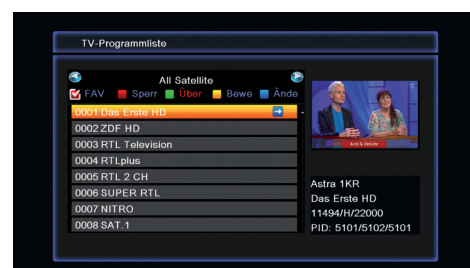 TV-Programmliste
All Satellite
FAV Sperr Über Bewe Ände
0001 Das Erste HD
0002 ZDF HD
0003 RTL Television
0004 RTLplus
0005 RTL 2 CH
0006 SUPER RTL
0007 NITRO
0008 SAT.1
Astra 1KR
Das Erste HD
11494/H/22000
PID: 5101/5102/5101